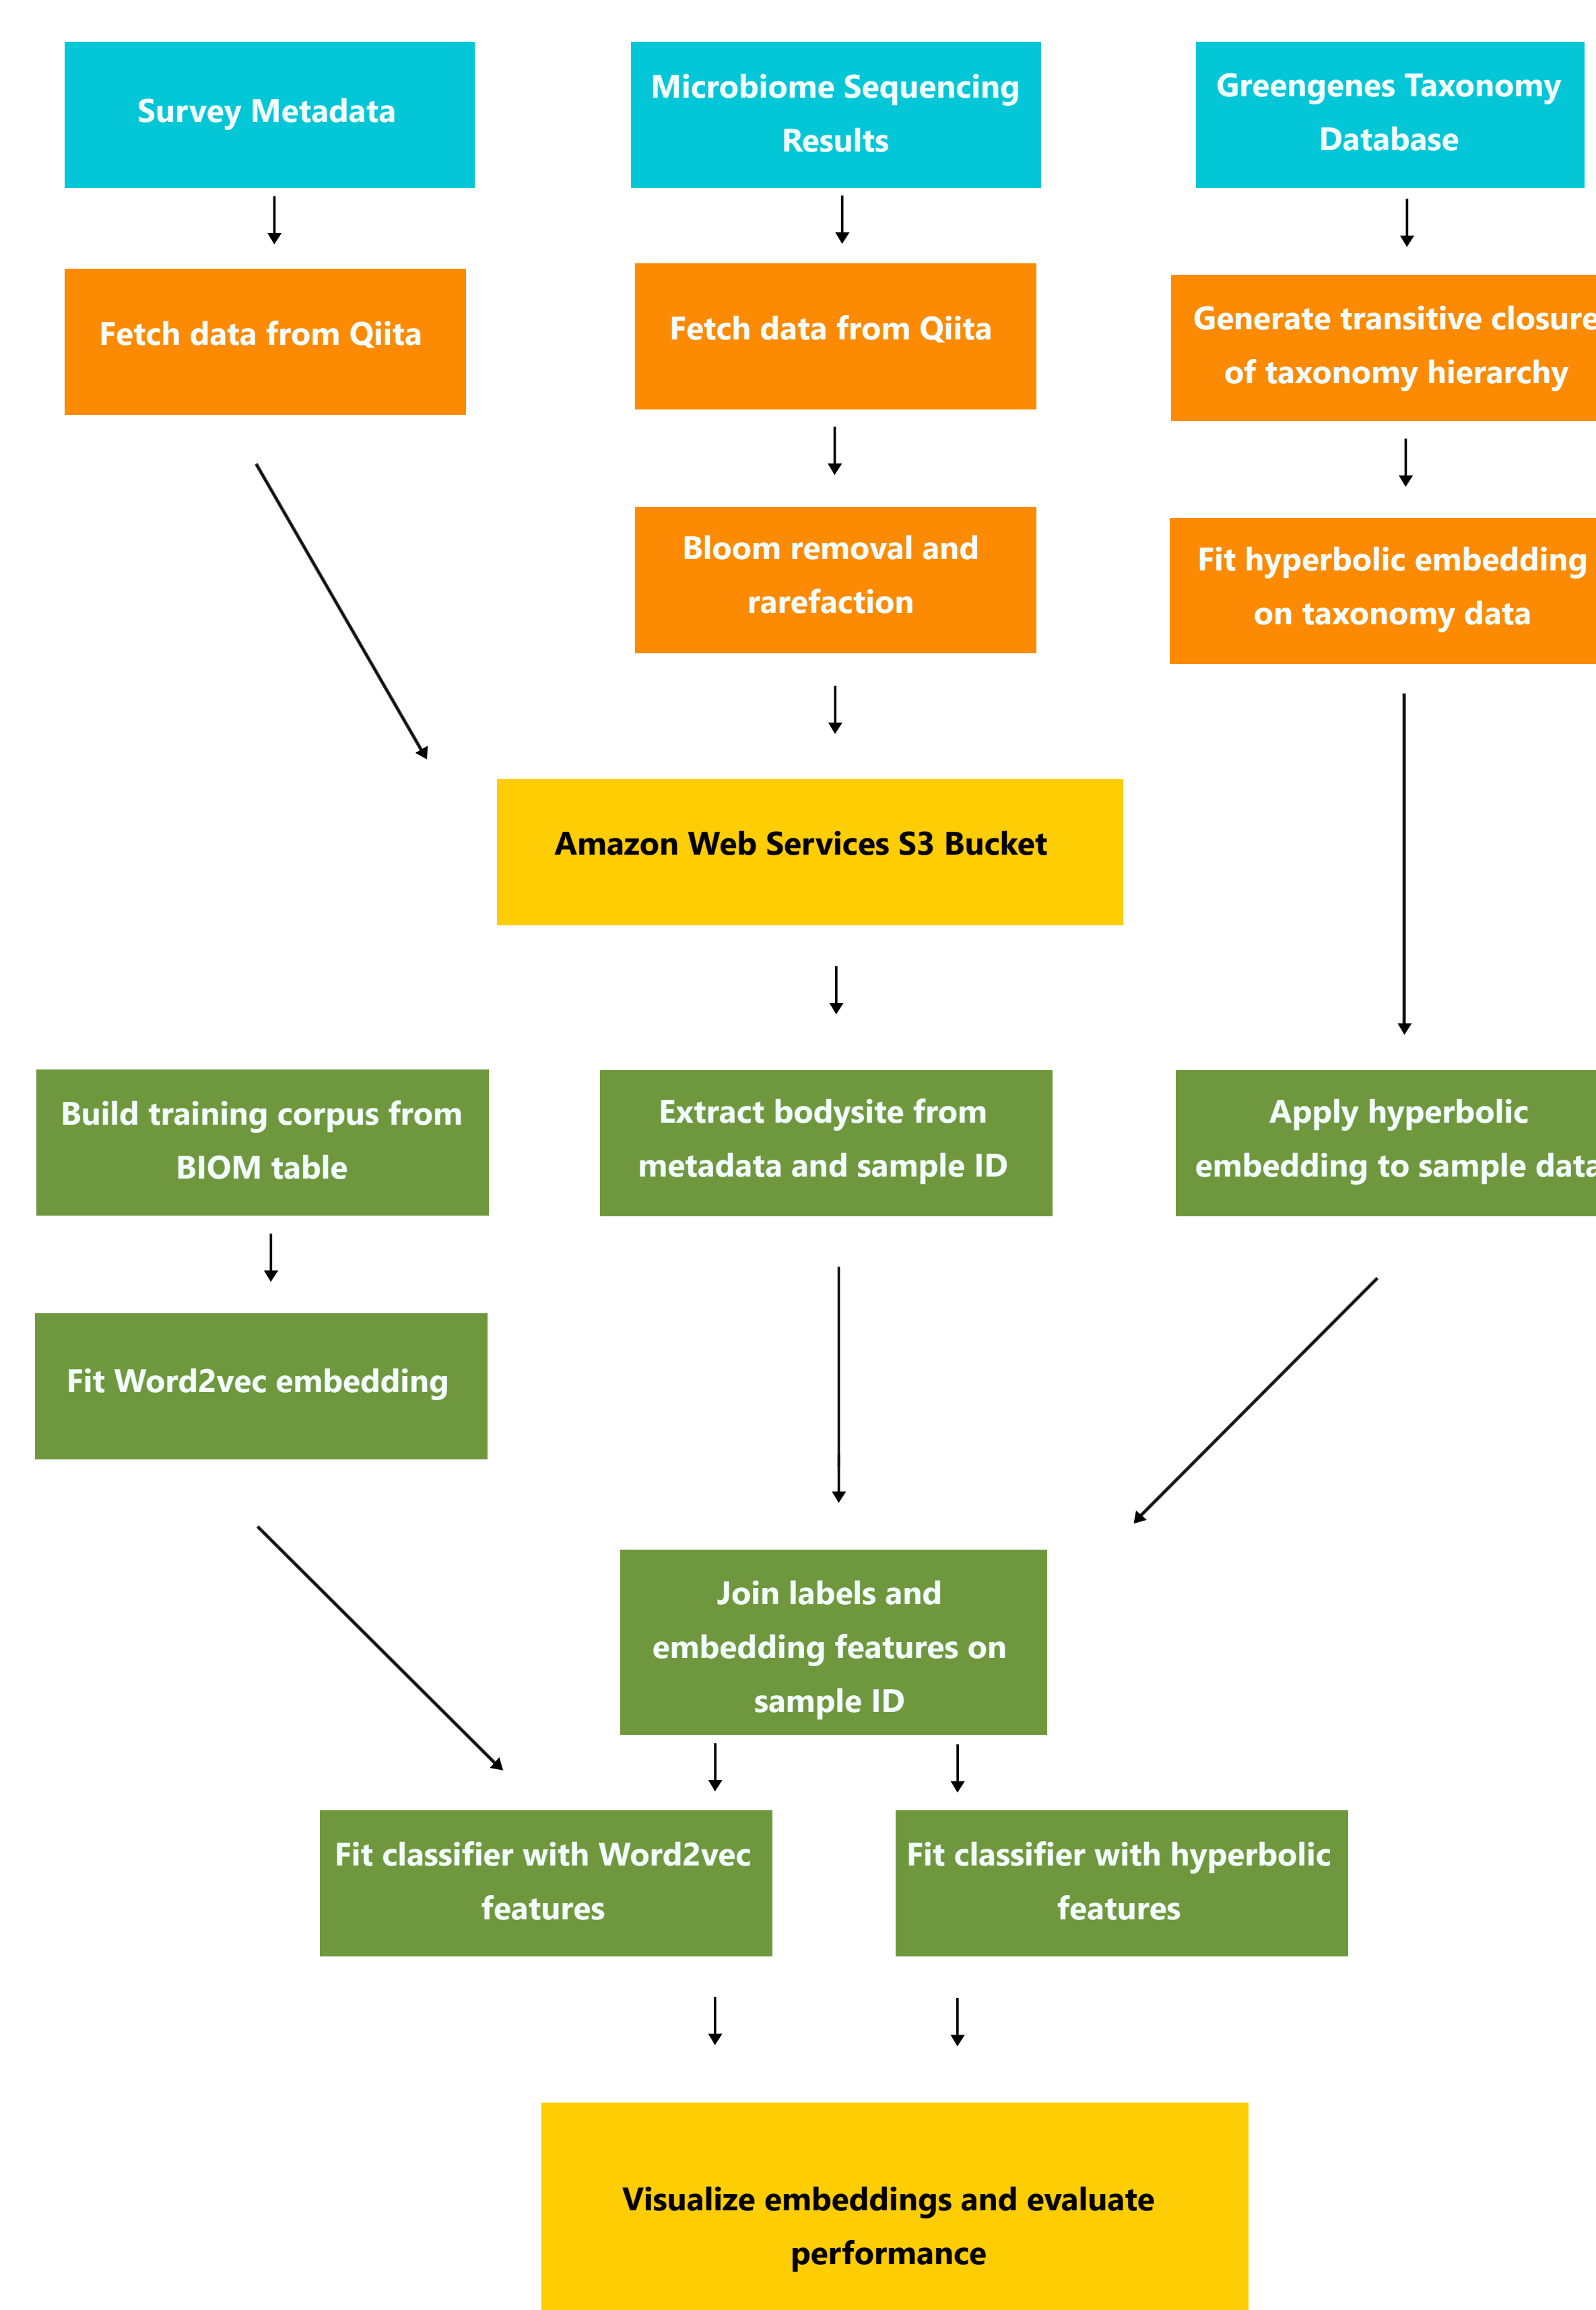 Survey Metadata
Microbiome Sequencing
Results
Greengenes Taxonomy
Database
Fetch data from Qiita
Fetch data from Qiita
Generate transitive closure
of taxonomy hierarchy
Bloom removal and
rarefaction
Fit hyperbolic embedding
on taxonomy data
Amazon Web Services S3 Bucket
Build training corpus from
BIOM table
Extract bodysite from
metadata and sample ID
Apply hyperbolic
embedding to sample data
Fit Word2vec embedding
Join labels and
embedding features on
sample ID
Fit classifier with Word2vec
features
Fit classifier with hyperbolic
features
Visualize embeddings and evaluate
performance